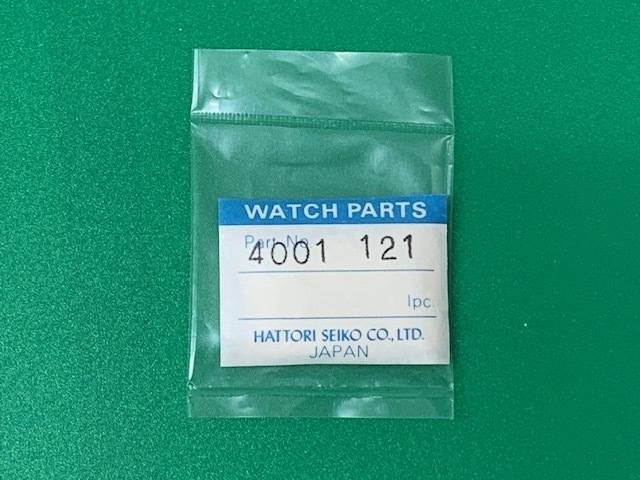 WATCH PARTS
Part No.
4001 121
1pc
HATTORI SEIKO CO., LTD.
JAPAN